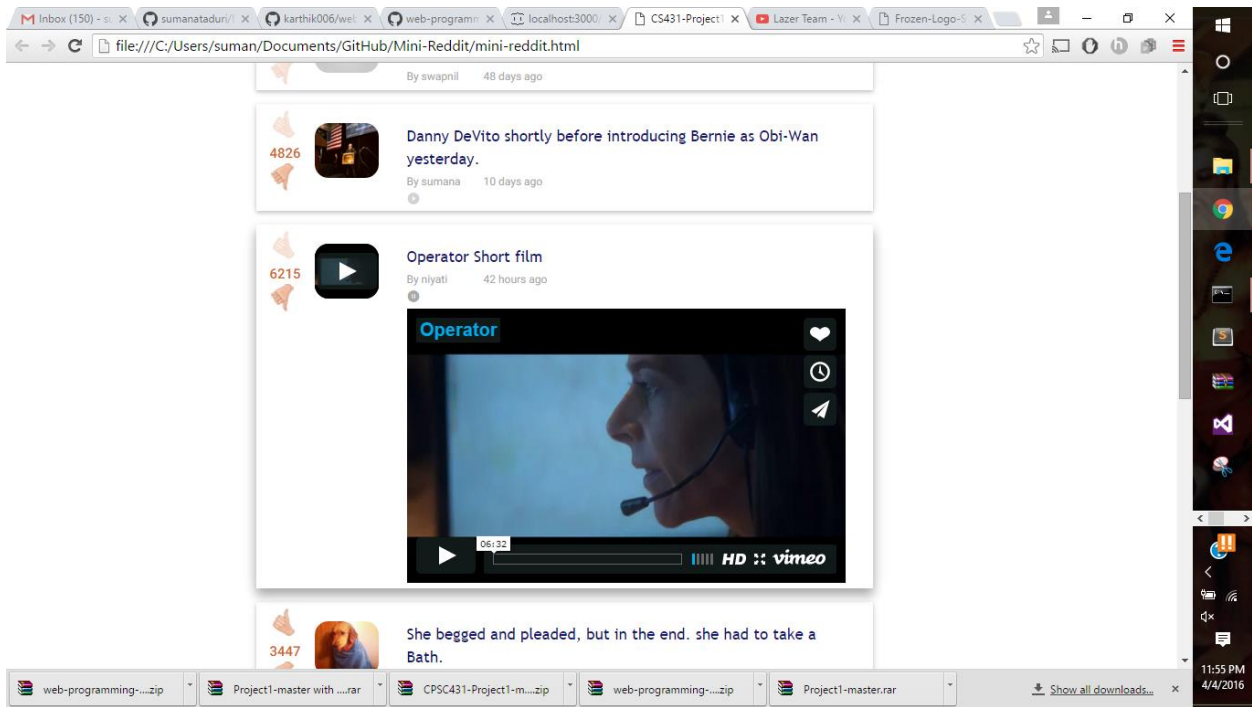 Inbox (150) - su
sumanataduri/
karthik006/web
web-programm
localhost:3000/
CS431-Project1
Lazer Team - Y
Frozen-Logo-S
file:///C:/Users/suman/Documents/GitHub/Mini-Reddit/mini-reddit.html
By swapnil 48 days ago
4826
Danny DeVito shortly before introducing Bernie as Obi-Wan
yesterday.
By sumana 10 days ago
6215
Operator Short film
By niyati 42 hours ago
Operator
06:32
HD vimeo
3447
She begged and pleaded, but in the end. she had to take a
Bath.
web-programming-....zip
Project1-master with ....rar
CPSC431-Project1-m....zip
web-programming-....zip
Project1-master.rar
Show all downloads...
11:55 PM
4/4/2016